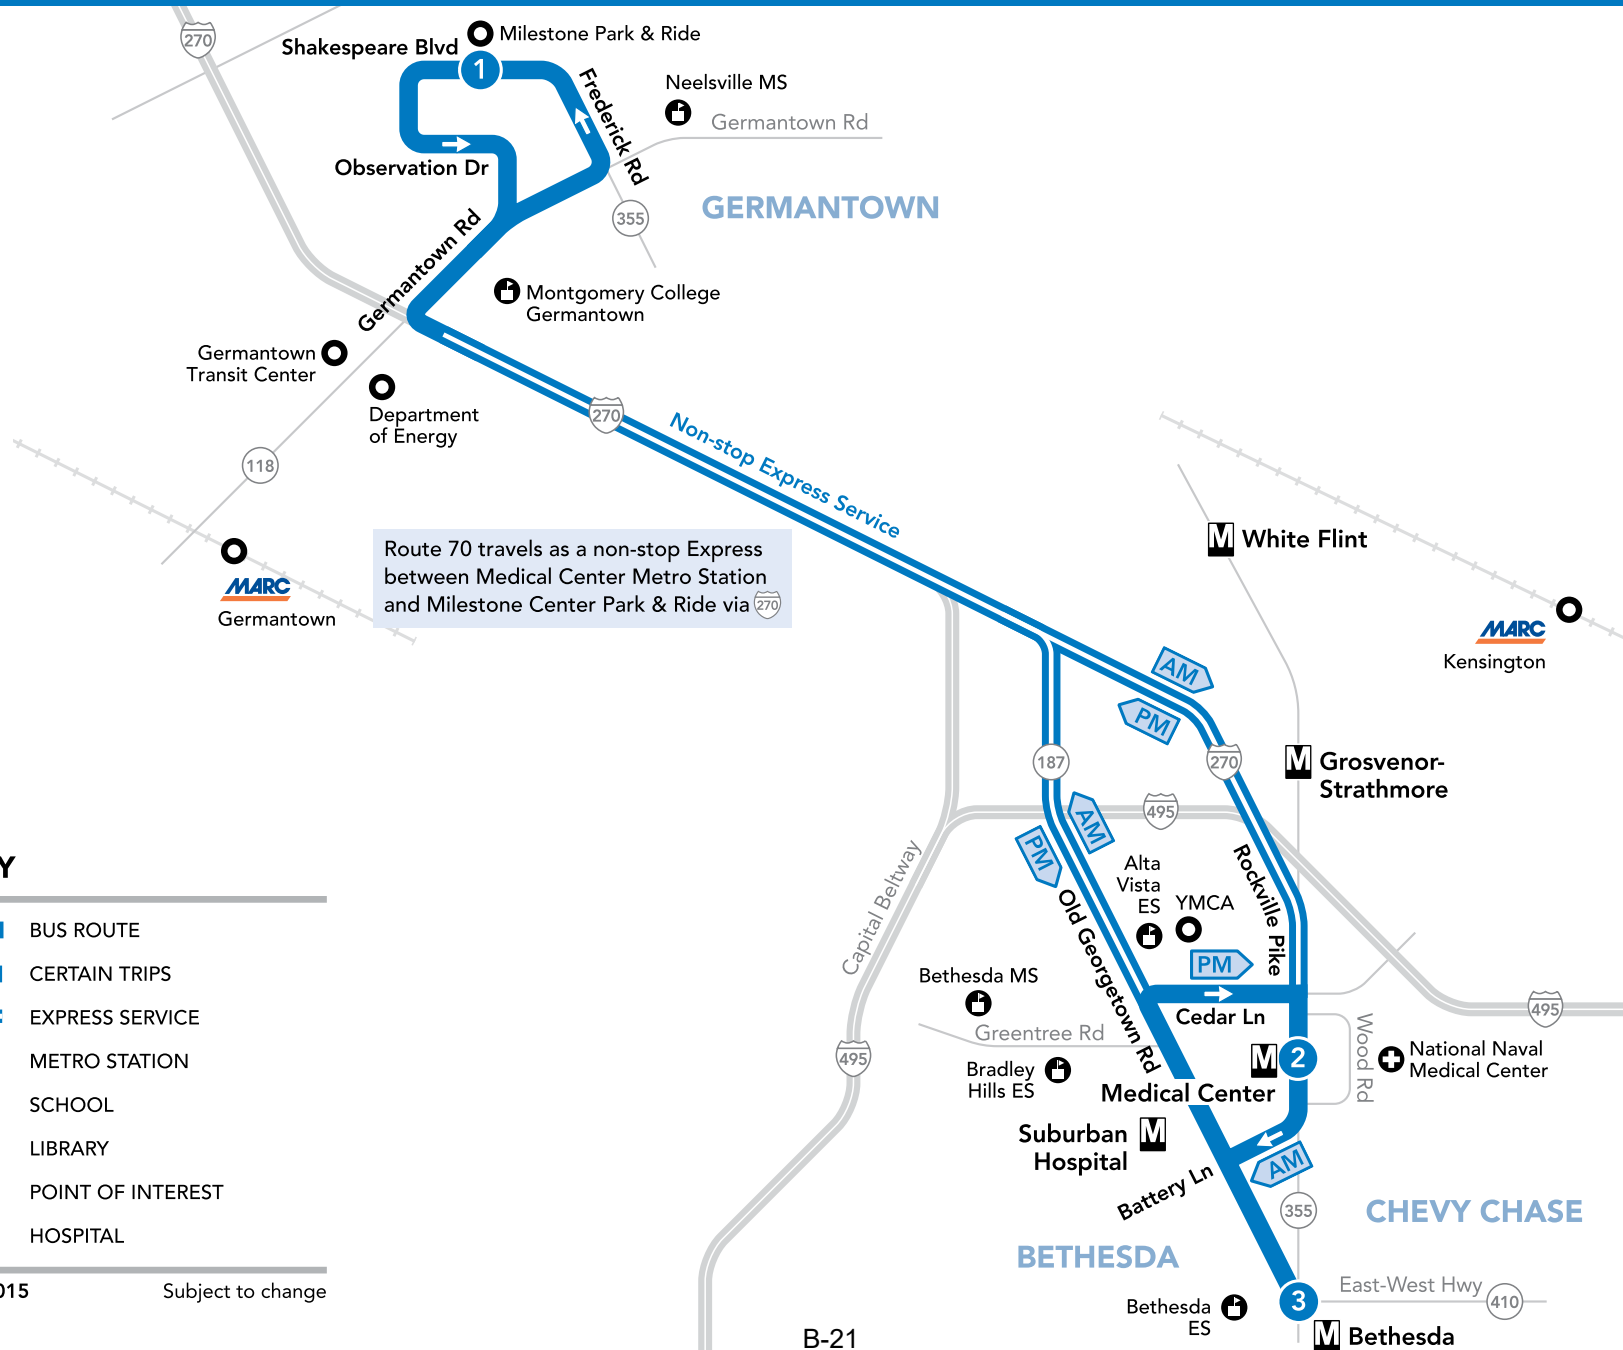 270
Shakespeare Blvd
Milestone Park & Ride
1
Frederick Rd
Neelsville MS
Germantown Rd
Observation Dr
355
GERMANTOWN
Germantown Rd
Montgomery College
Germantown
Germantown
Transit Center
Department
of Energy
118
270
Non-stop Express Service
MARC
Germantown
Route 70 travels as a non-stop Express
between Medical Center Metro Station
and Milestone Center Park & Ride via 270
M White Flint
MARC
Kensington
AM
PM
187
270
M Grosvenor-
Strathmore
495
AM
PM
Capital Beltway
Alta
Vista
ES
YMCA
Rockville Pike
Old Georgetown Rd
PM
Bethesda MS
Cedar Ln
Greentree Rd
495
495
Wood Rd
M 2
National Naval
Medical Center
Bradley
Hills ES
Medical Center
Suburban
Hospital
M
AM
Battery Ln
355
CHEVY CHASE
BETHESDA
East-West Hwy
410
3
Bethesda
ES
M Bethesda
Y
BUS ROUTE
CERTAIN TRIPS
EXPRESS SERVICE
METRO STATION
SCHOOL
LIBRARY
POINT OF INTEREST
HOSPITAL
015
Subject to change
B-21